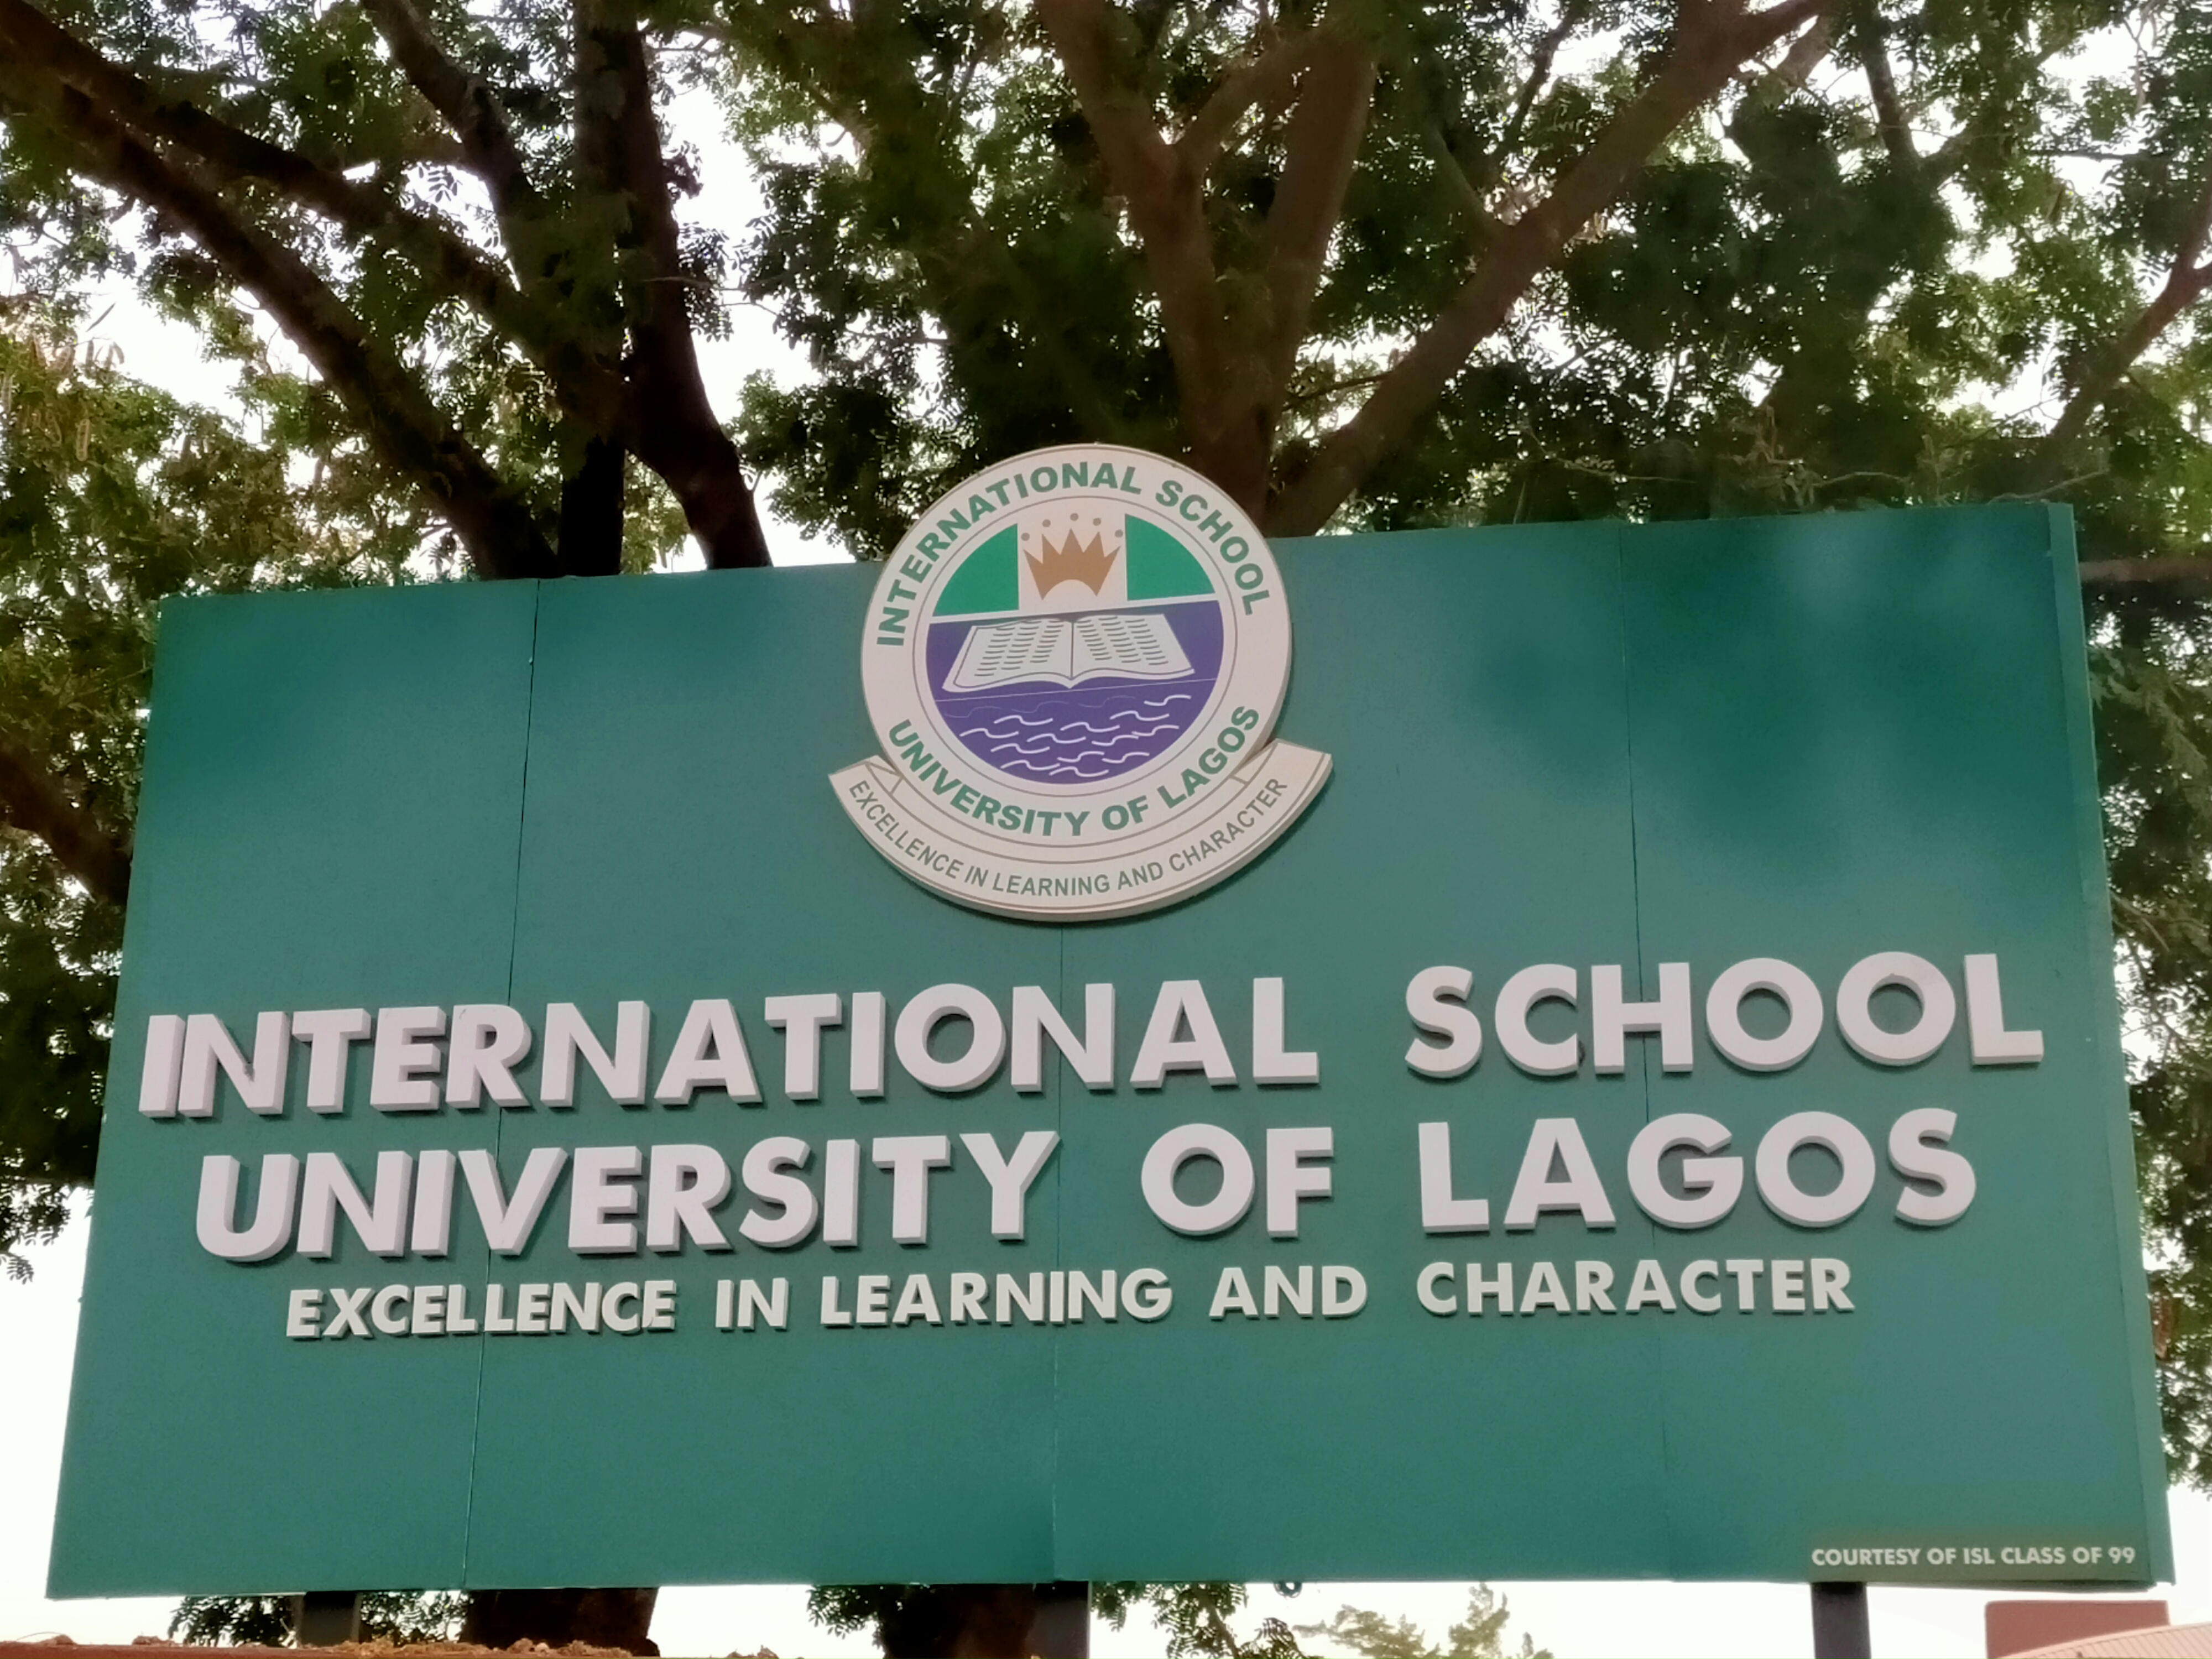 INTERNATIONAL SCHOOL
UNIVERSITY OF LAGOS
EXCELLENCE IN LEARNING AND CHARACTER
INTERNATIONAL SCHOOL
UNIVERSITY OF LAGOS
EXCELLENCE IN LEARNING AND CHARACTER
COURTESY OF ISL CLASS OF 99